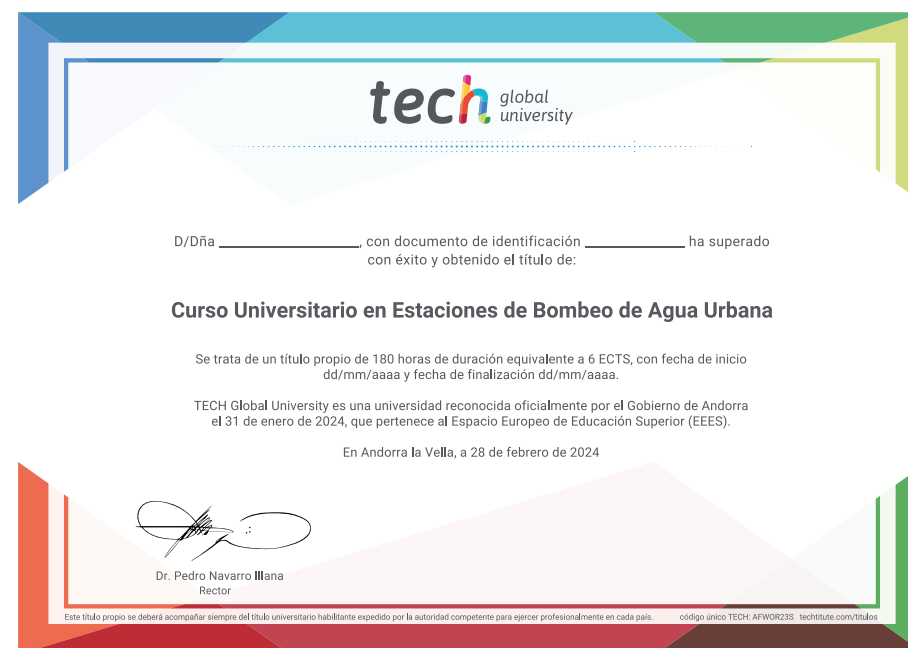 tech global university
D/Dña ____________, con documento de identificación ____________ ha superado
con éxito y obtenido el título de:
Curso Universitario en Estaciones de Bombeo de Agua Urbana
Se trata de un título propio de 180 horas de duración equivalente a 6 ECTS, con fecha de inicio
dd/mm/aaaa y fecha de finalización dd/mm/aaaa.
TECH Global University es una universidad reconocida oficialmente por el Gobierno de Andorra
el 31 de enero de 2024, que pertenece al Espacio Europeo de Educación Superior (EEES).
En Andorra la Vella, a 28 de febrero de 2024
Dr. Pedro Navarro Illana
Rector
Este título propio se deberá acompañar siempre del título universitario habilitante expedido por la autoridad competente para ejercer profesionalmente en cada país. código único TECH: AFWOR23S techtitute.com/titulos